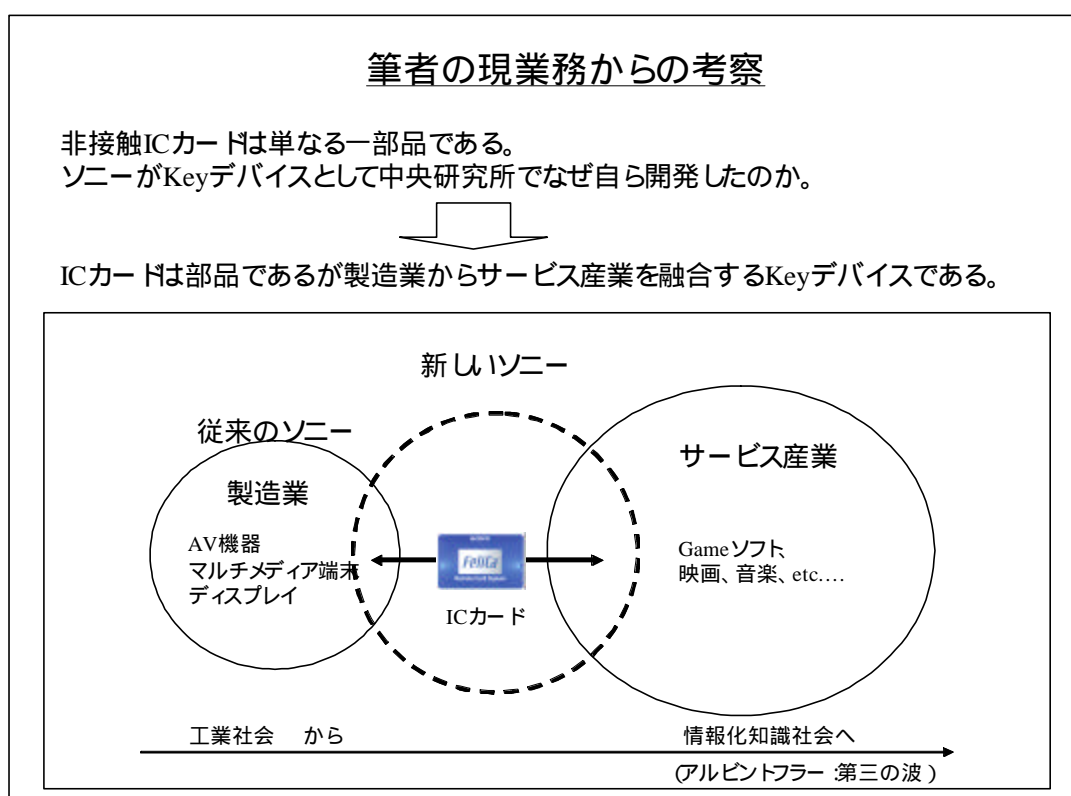 筆者の現業務からの考察
非接触ICカードは単なる一部品である。
ソニーがKeyデバイスとして中央研究所でなぜ自ら開発したのか。
ICカードは部品であるが製造業からサービス産業を融合するKeyデバイスである。
新しいソニー
従来のソニー
サービス産業
製造業
AV機器
マルチメディア端末
ディスプレイ
FeliCa
ICカード
Gameソフト、
映画、音楽、etc.…
工業社会 から
情報化知識社会へ
(アルビントフラー:第三の波)